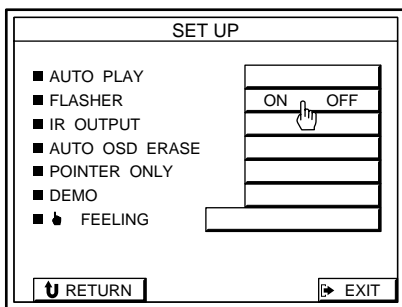 SET UP
AUTO PLAY
FLASHER ON OFF
IR OUTPUT
AUTO OSD ERASE
POINTER ONLY
DEMO
FEELING
RETURN EXIT